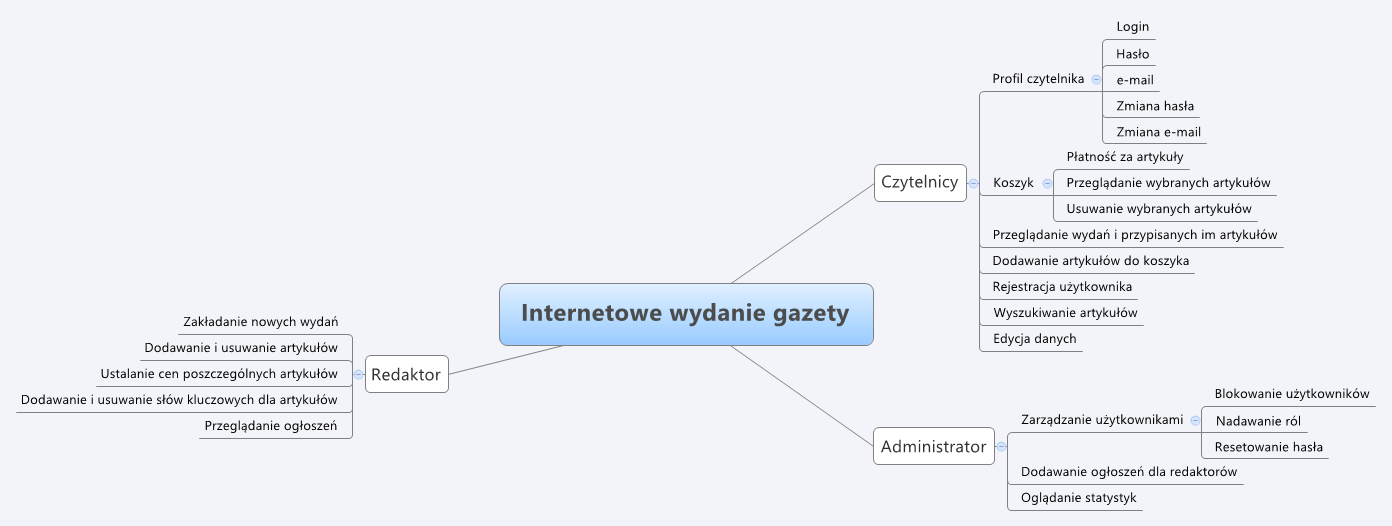 Internetowe wydanie gazety
Czytelnicy
Profil czytelnika
Login
Hasło
e-mail
Zmiana hasła
Zmiana e-mail
Koszyk
Płatność za artykuły
Przeglądanie wybranych artykułów
Usuwanie wybranych artykułów
Przeglądanie wydań i przypisanych im artykułów
Dodawanie artykułów do koszyka
Rejestracja użytkownika
Wyszukiwanie artykułów
Edycja danych
Administrator
Zarządzanie użytkownikami
Blokowanie użytkowników
Nadawanie ról
Resetowanie hasła
Dodawanie ogłoszeń dla redaktorów
Oglądanie statystyk
Redaktor
Zakładanie nowych wydań
Dodawanie i usuwanie artykułów
Ustalanie cen poszczególnych artykułów
Dodawanie i usuwanie słów kluczowych dla artykułów
Przeglądanie ogłoszeń